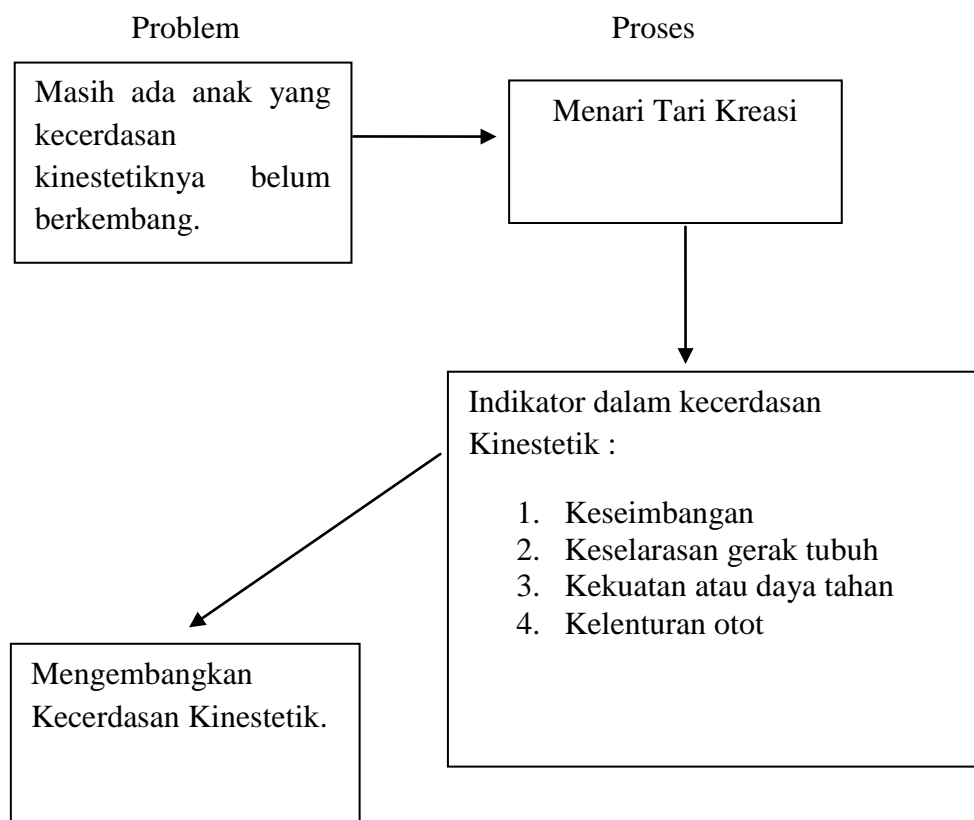 Problem
Proses
Masih ada anak yang
kecerdasan
kinestetiknya belum
berkembang.
Menari Tari Kreasi
Indikator dalam kecerdasan
Kinestetik :
1. Keseimbangan
2. Keselarasan gerak tubuh
3. Kekuatan atau daya tahan
4. Kelenturan otot
Mengembangkan
Kecerdasan Kinestetik.